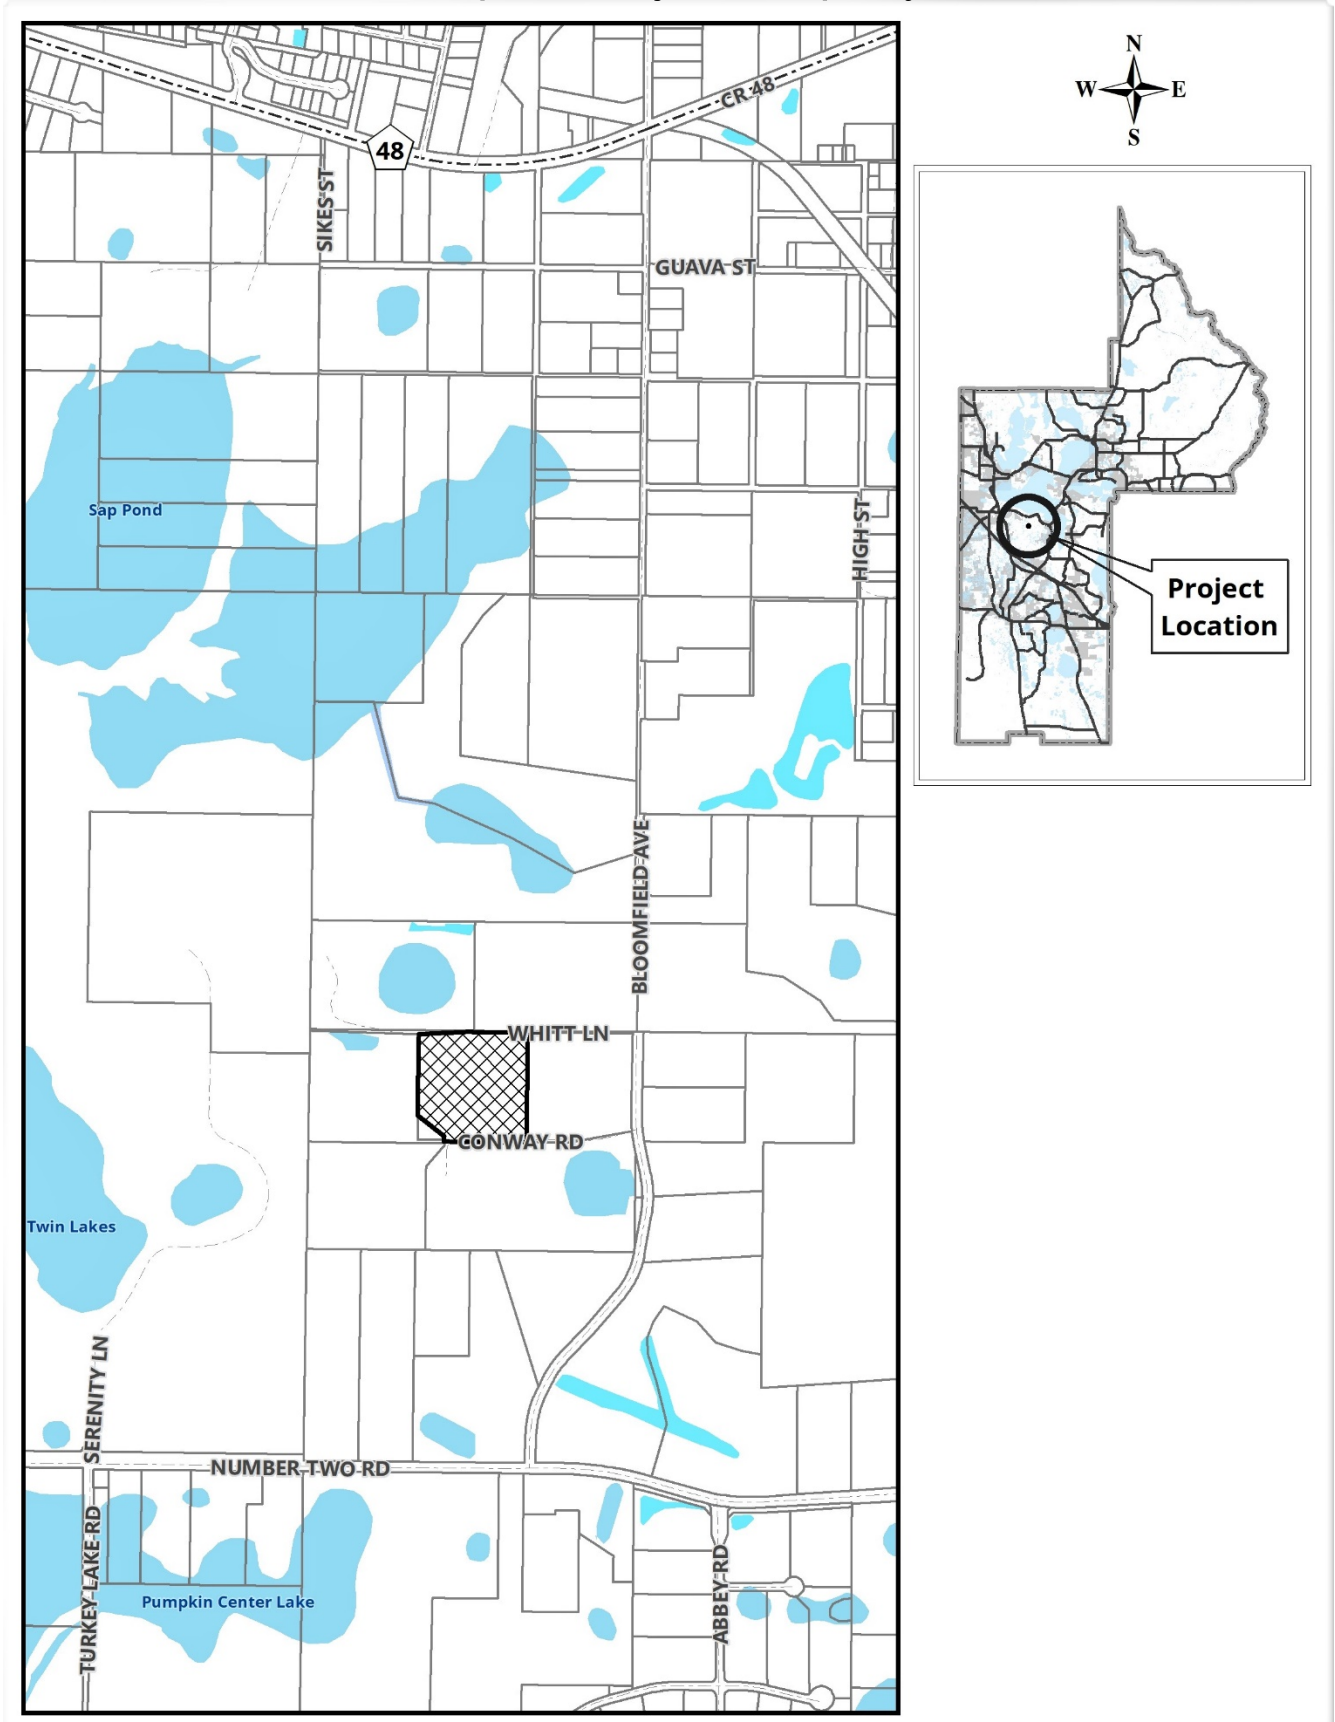 N
W E
S
CR 48
48
SIKES ST
GUAVA ST
Sap Pond
HIGH ST
Project
Location
BLOOMFIELD AVE
WHITT LN
CONWAY RD
Twin Lakes
SERENITY LN
NUMBER TWO RD
TURKEY LAKE RD
ABBEY RD
Pumpkin Center Lake